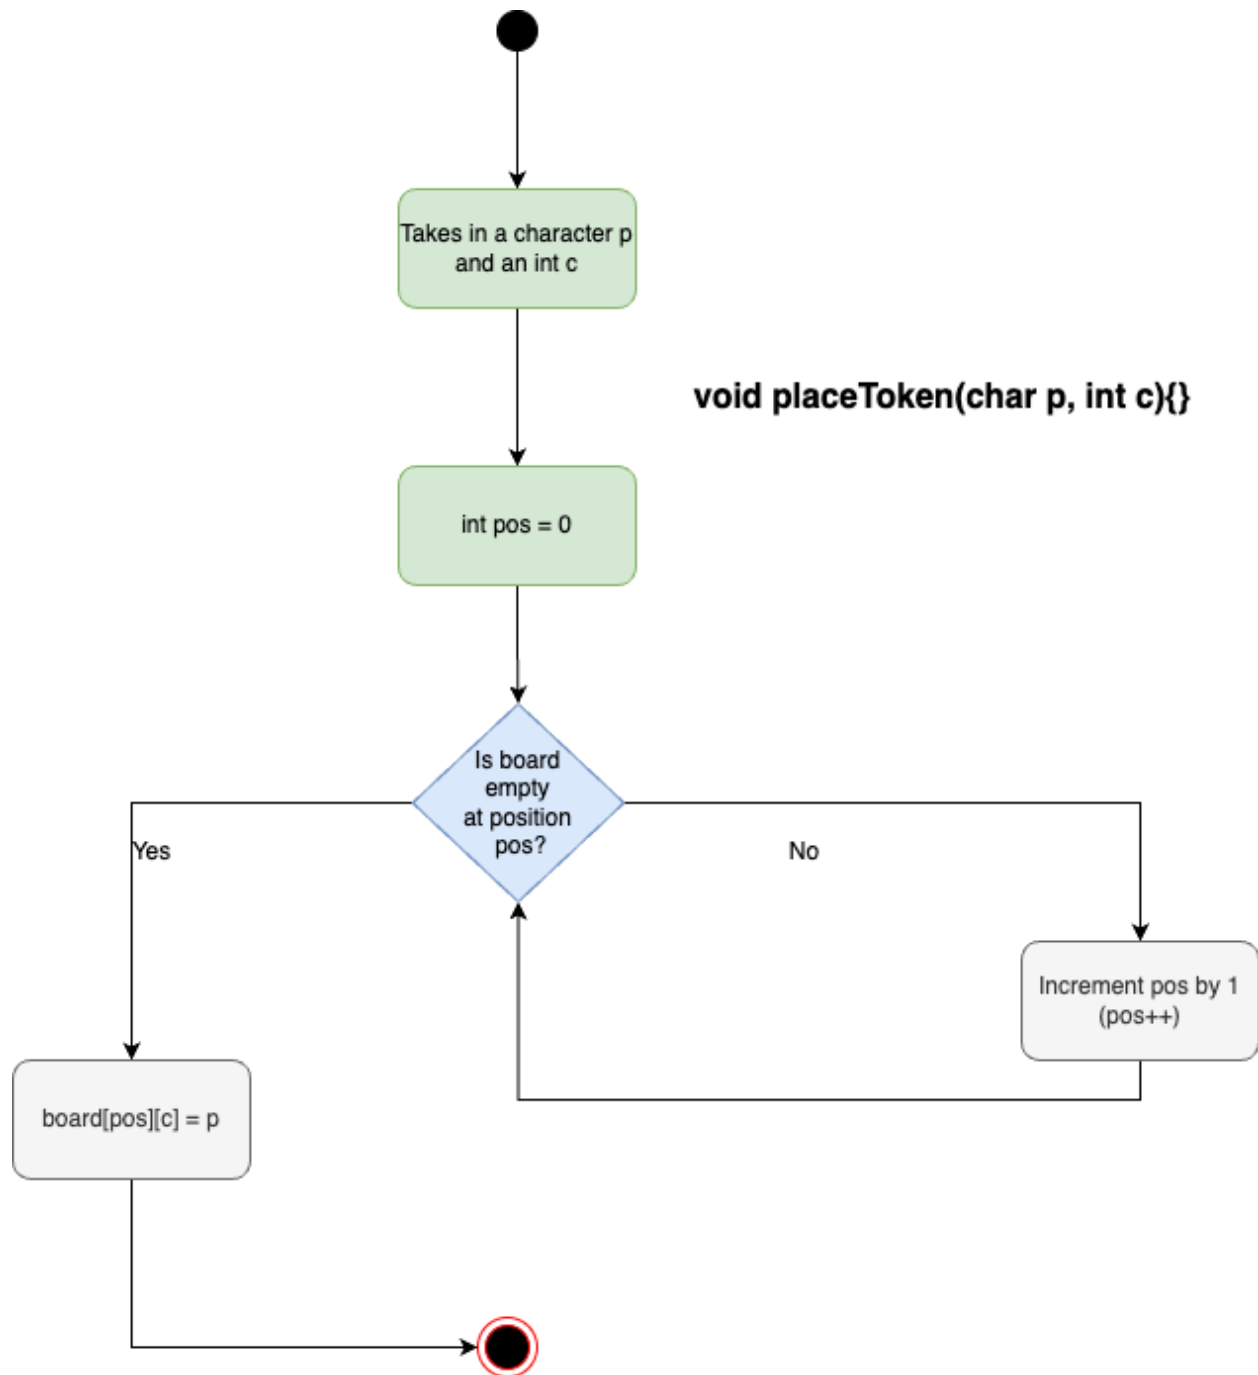 Takes in a character p
and an int c
void placeToken(char p, int c){}
int pos = 0
Is board
empty
at position
pos?
Yes
No
Increment pos by 1
(pos++)
board[pos][c] = p